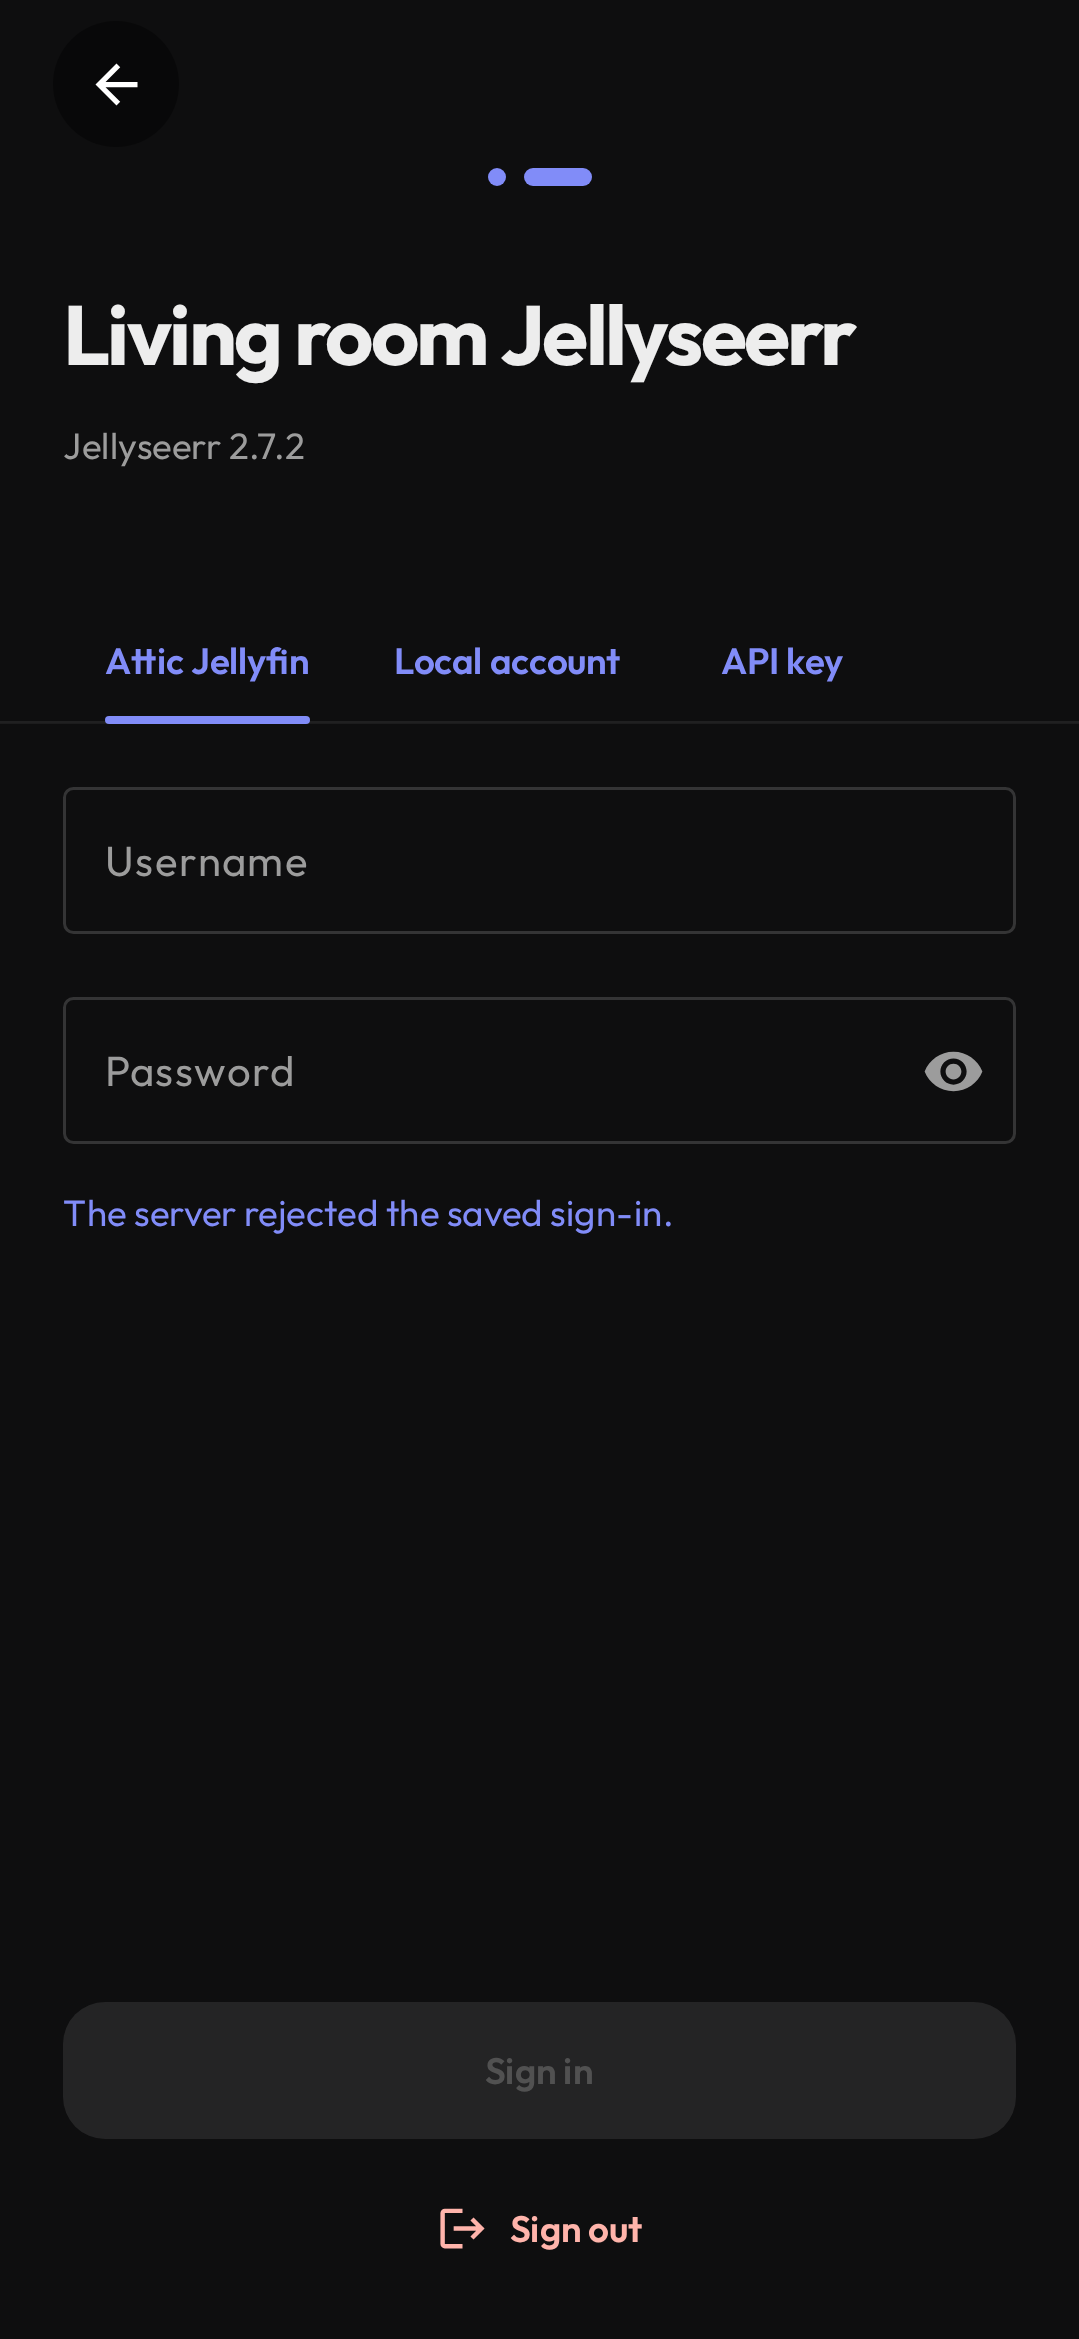 Living room Jellyseerr
Jellyseerr 2.7.2
Attic Jellyfin
Local account
API key
Username
Password
The server rejected the saved sign-in.
Sign in
Sign out